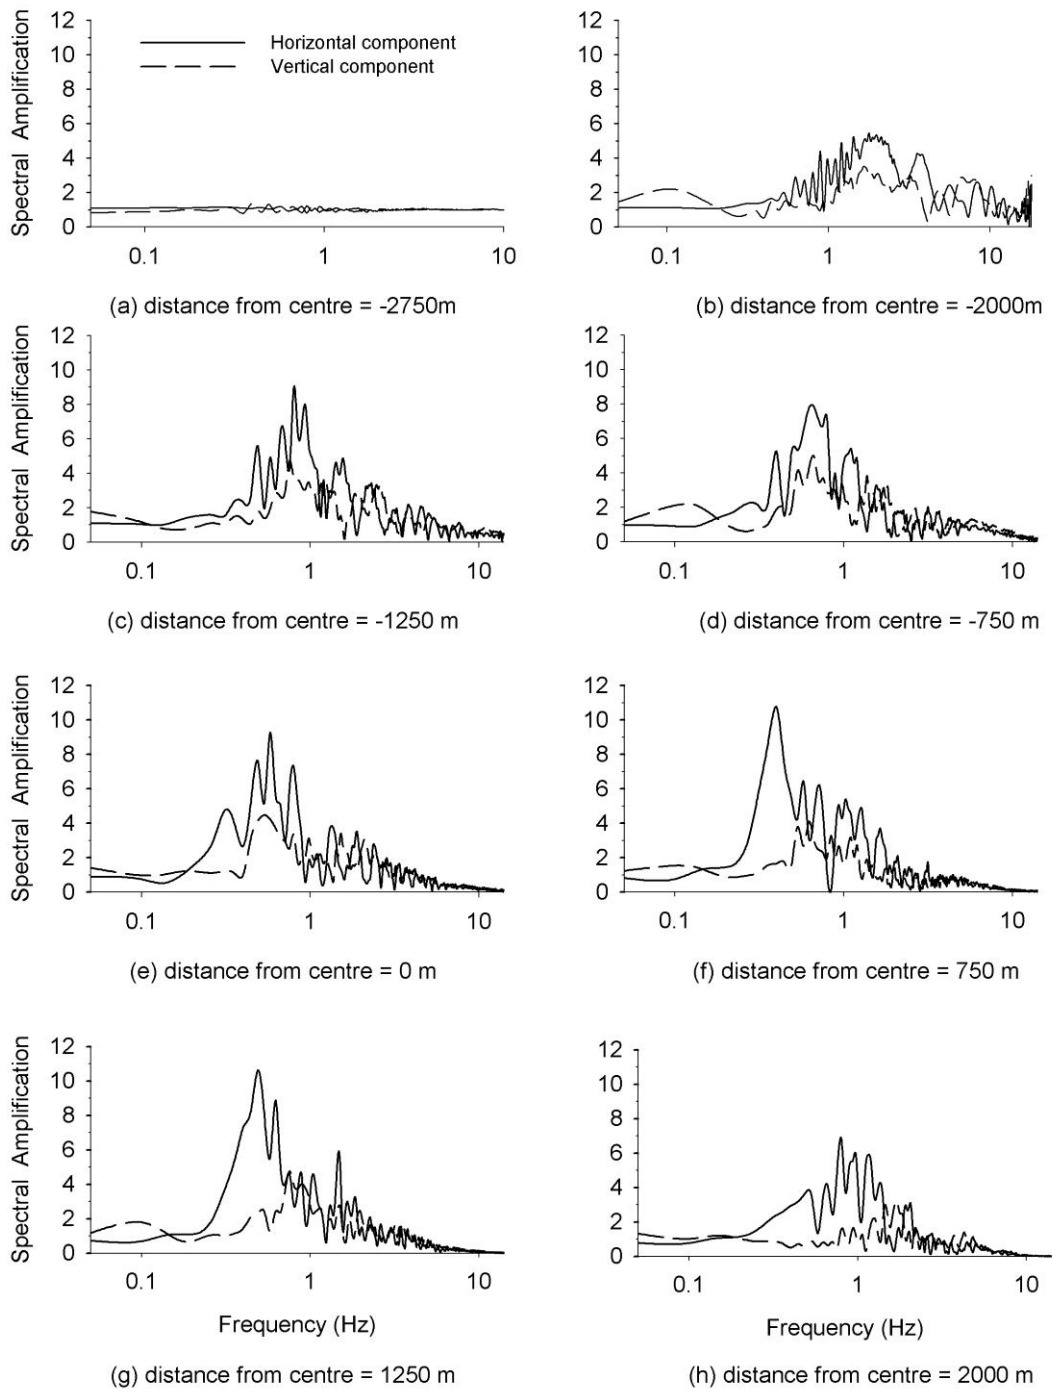 Spectral Amplification
12
10
8
6
4
2
0
Horizontal component
Vertical component
0.1 1 10
(a) distance from centre = -2750m
12
10
8
6
4
2
0
0.1 1 10
(b) distance from centre = -2000m
Spectral Amplification
12
10
8
6
4
2
0
0.1 1 10
(c) distance from centre = -1250 m
12
10
8
6
4
2
0
0.1 1 10
(d) distance from centre = -750 m
Spectral Amplification
12
10
8
6
4
2
0
0.1 1 10
(e) distance from centre = 0 m
12
10
8
6
4
2
0
0.1 1 10
(f) distance from centre = 750 m
Spectral Amplification
12
10
8
6
4
2
0
0.1 1 10
Frequency (Hz)
(g) distance from centre = 1250 m
12
10
8
6
4
2
0
0.1 1 10
Frequency (Hz)
(h) distance from centre = 2000 m